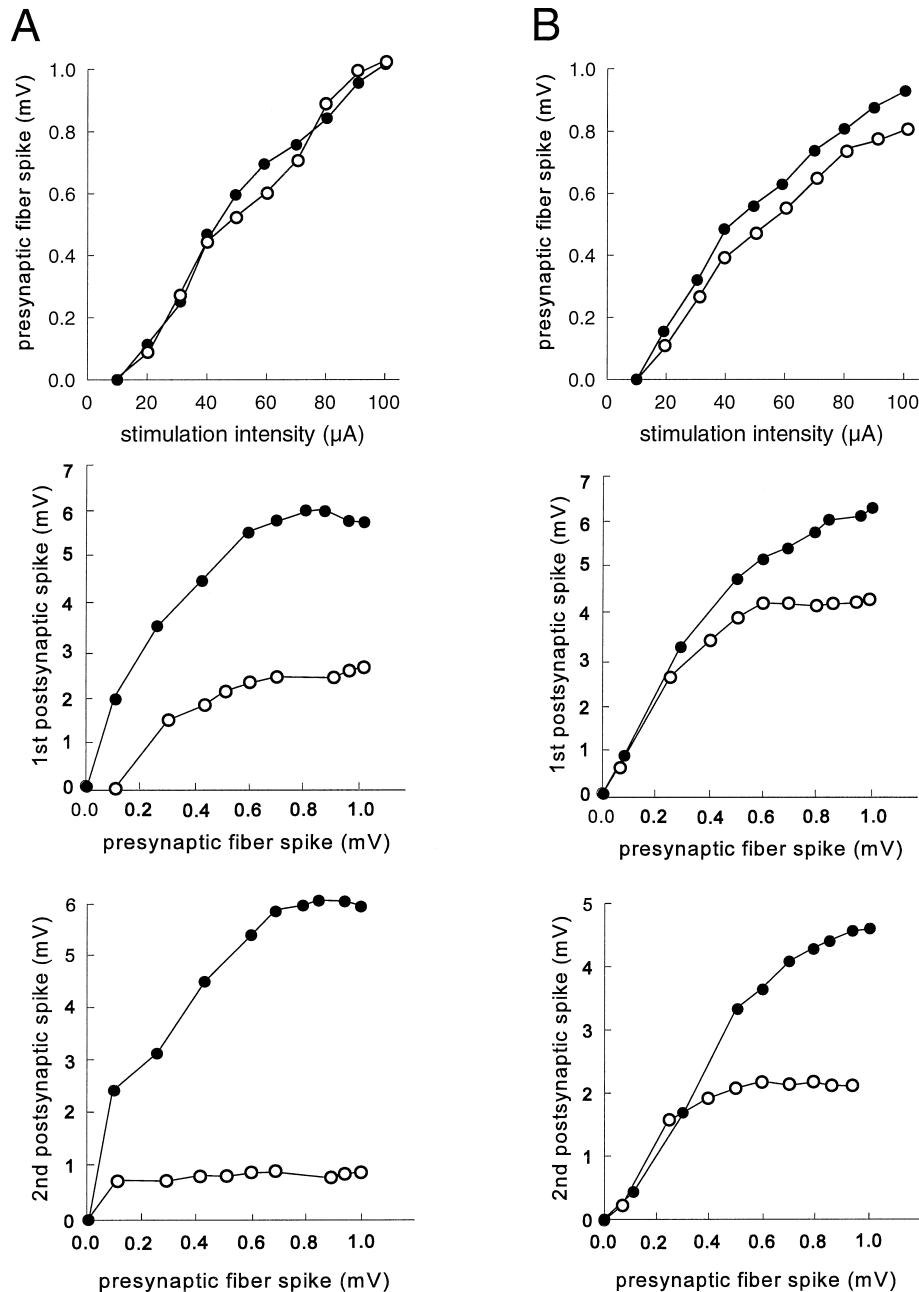 A
B
presynaptic fiber spike (mV)
1.0
0.8
0.6
0.4
0.2
0.0
0 20 40 60 80 100
stimulation intensity (µA)
presynaptic fiber spike (mV)
1.0
0.8
0.6
0.4
0.2
0.0
0 20 40 60 80 100
stimulation intensity (µA)
1st postsynaptic spike (mV)
7
6
5
4
3
2
1
0
0.0 0.2 0.4 0.6 0.8 1.0
presynaptic fiber spike (mV)
1st postsynaptic spike (mV)
7
6
5
4
3
2
1
0
0.0 0.2 0.4 0.6 0.8 1.0
presynaptic fiber spike (mV)
2nd postsynaptic spike (mV)
6
5
4
3
2
1
0
0.0 0.2 0.4 0.6 0.8 1.0
presynaptic fiber spike (mV)
2nd postsynaptic spike (mV)
5
4
3
2
1
0
0.0 0.2 0.4 0.6 0.8 1.0
presynaptic fiber spike (mV)